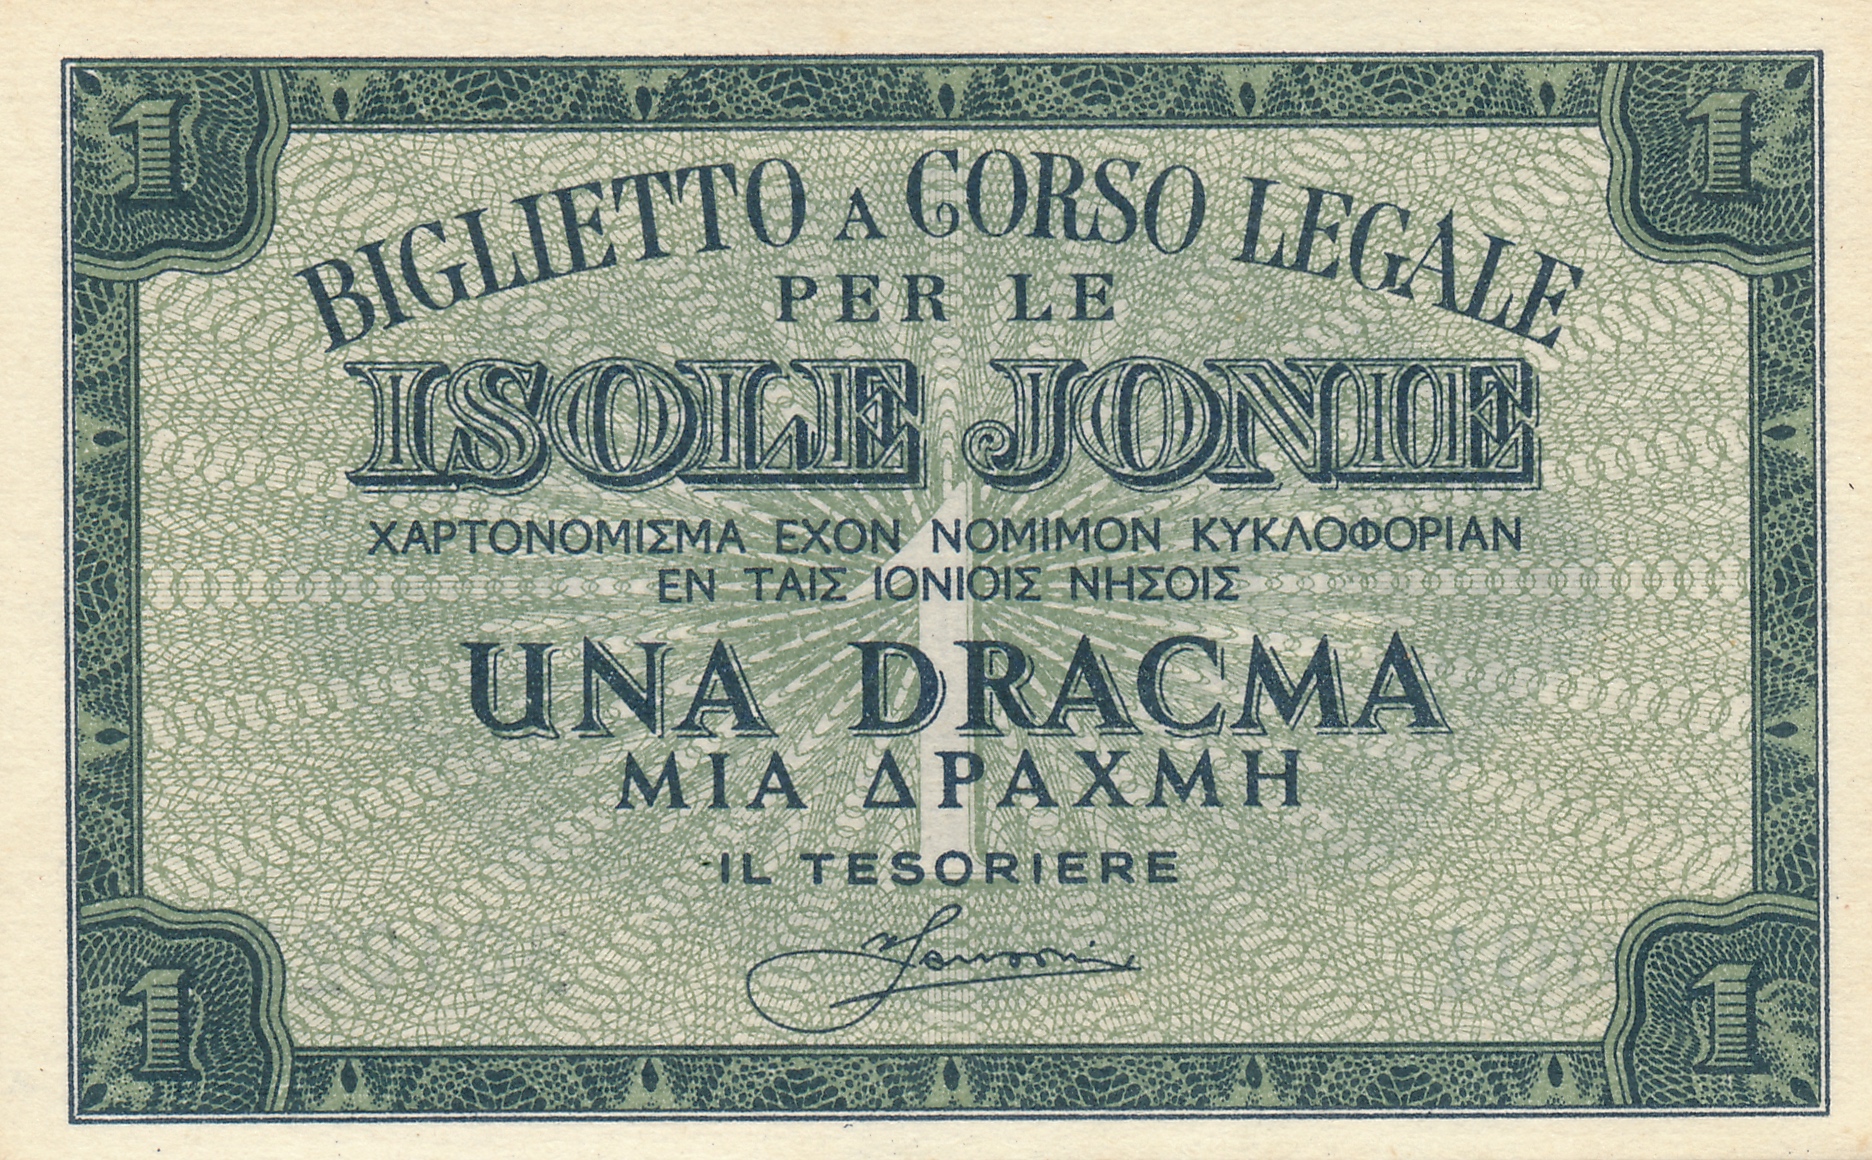 1 1
BIGLIETTO A CORSO LEGALE
PER LE
ISOLE JONIE
ΧΑΡΤΟΝΟΜΙΣΜΑ ΕΧΟΝ ΝΟΜΙΜΟΝ ΚΥΚΛΟΦΟΡΙΑΝ
ΕΝ ΤΑΙΣ ΙΟΝΙΟΙΣ ΝΗΣΟΙΣ
1
UNA DRACMA
ΜΙΑ ΔΡΑΧΜΗ
IL TESORIERE
1 1